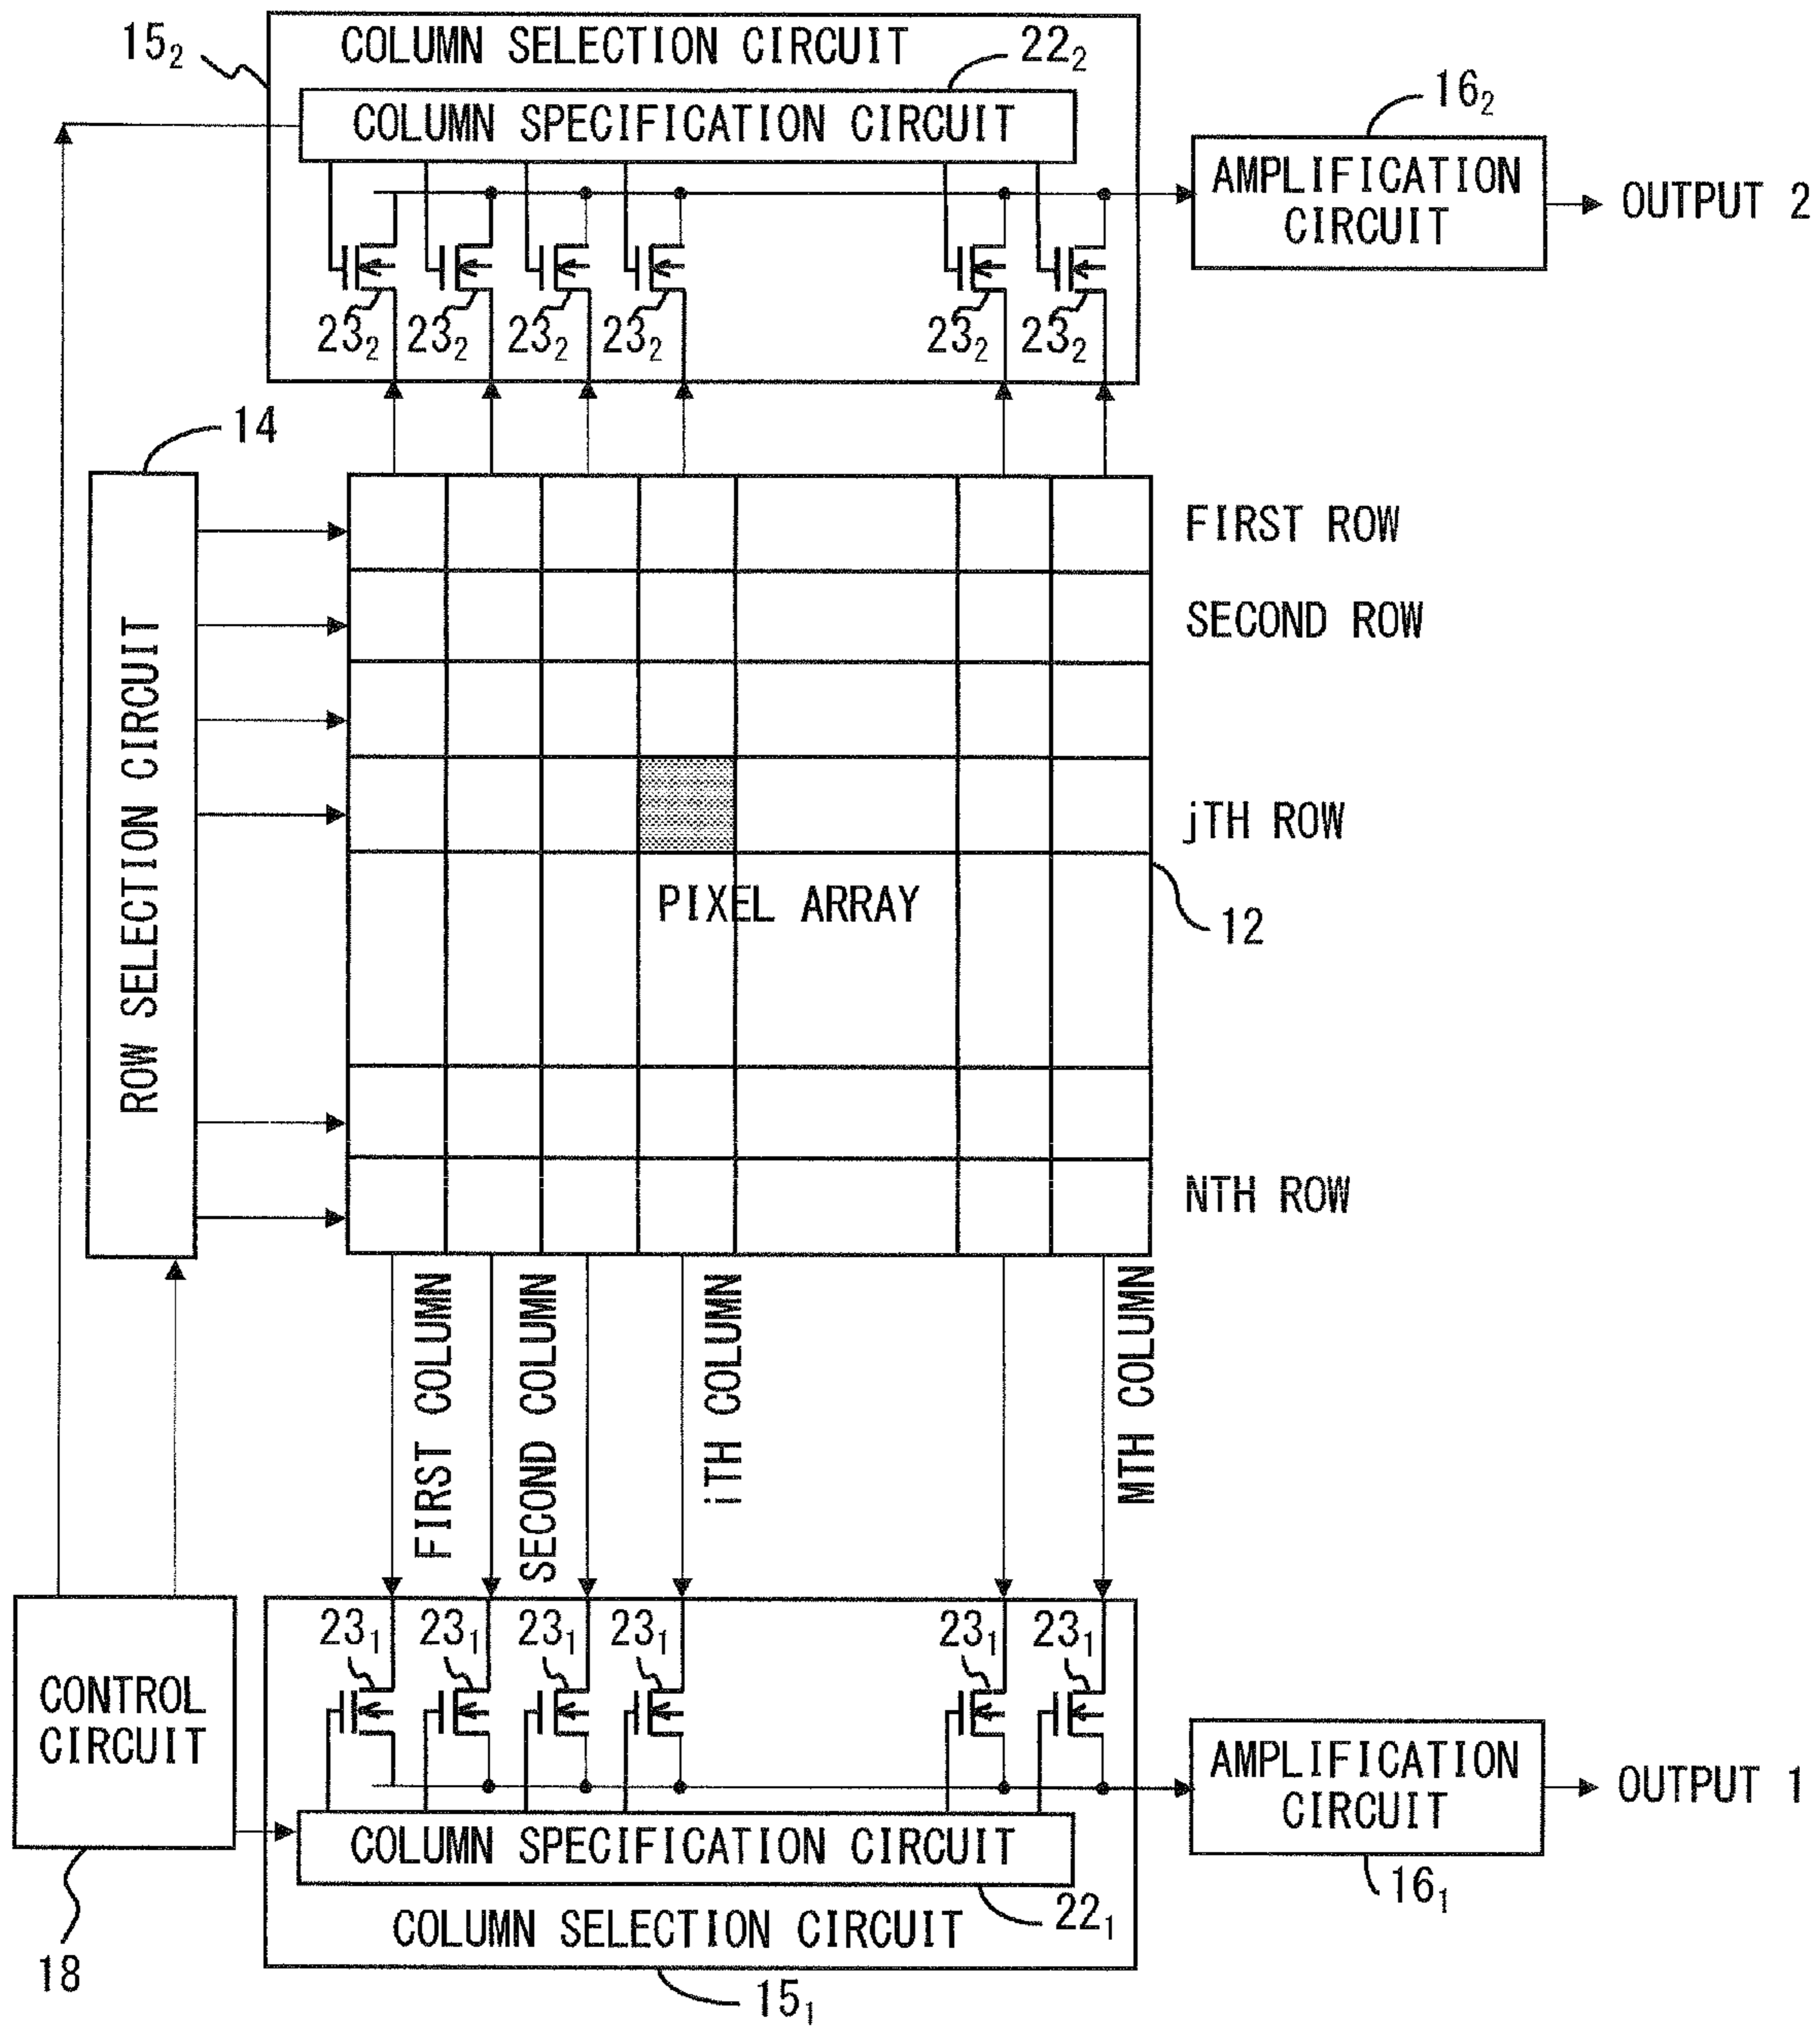 15₂
COLUMN SELECTION CIRCUIT
22₂
COLUMN SPECIFICATION CIRCUIT
16₂
AMPLIFICATION
CIRCUIT
OUTPUT 2
23₂ 23₂ 23₂ 23₂ 23₂ 23₂
14
ROW SELECTION CIRCUIT
FIRST ROW
SECOND ROW
jTH ROW
PIXEL ARRAY
12
NTH ROW
FIRST COLUMN
SECOND COLUMN
iTH COLUMN
MTH COLUMN
23₁ 23₁ 23₁ 23₁ 23₁ 23₁
CONTROL
CIRCUIT
18
AMPLIFICATION
CIRCUIT
OUTPUT 1
16₁
COLUMN SPECIFICATION CIRCUIT
22₁
COLUMN SELECTION CIRCUIT
15₁